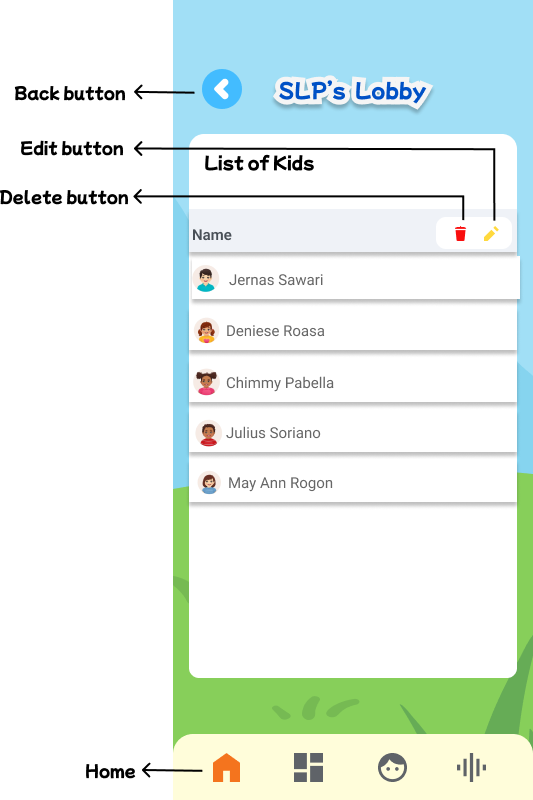 Back button
SLP's Lobby
Edit button
List of Kids
Delete button
Name
Jernas Sawari
Deniese Roasa
Chimmy Pabella
Julius Soriano
May Ann Rogon
Home